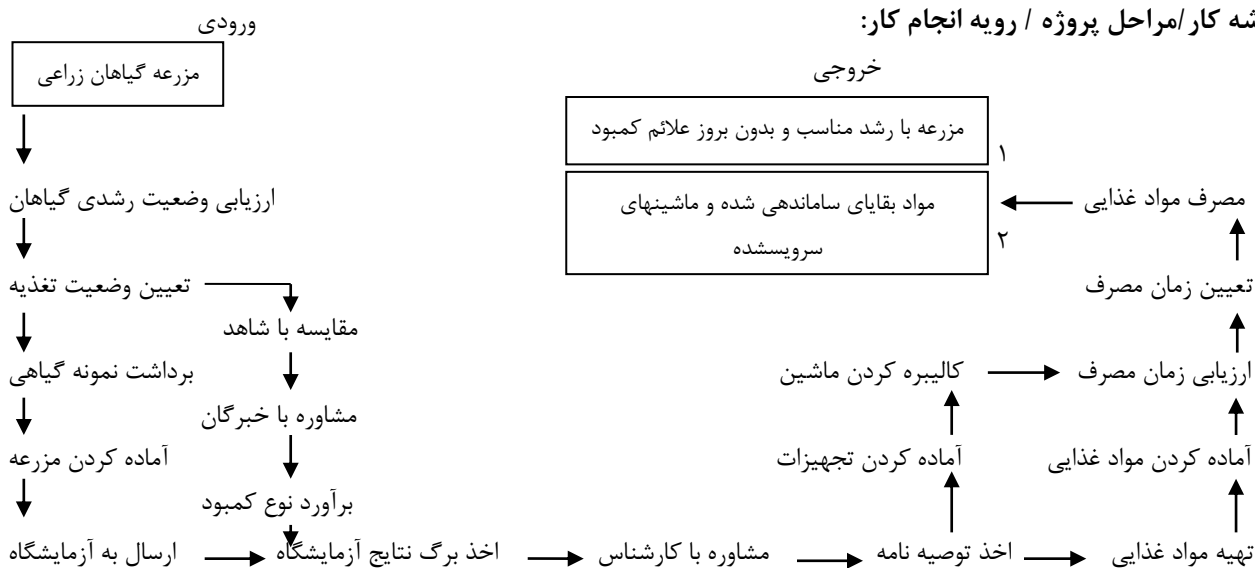 شه کار/مراحل پروژه / رویه انجام کار:
ورودی
مزرعه گیاهان زراعی
ارزیابی وضعیت رشدی گیاهان
تعیین وضعیت تغذیه
برداشت نمونه گیاهی
آماده کردن مزرعه
ارسال به آزمایشگاه
مقایسه با شاهد
مشاوره با خبرگان
برآورد نوع کمبود
اخذ برگ نتایج آزمایشگاه
مشاوره با کارشناس
اخذ توصیه نامه
آماده کردن تجهیزات
کالیبره کردن ماشین
تهیه مواد غذایی
آماده کردن مواد غذایی
ارزیابی زمان مصرف
تعیین زمان مصرف
مصرف مواد غذایی
خروجی
مزرعه با رشد مناسب و بدون بروز علائم کمبود
۱
مواد بقایای ساماندهی شده و ماشینهای
سرویسشده
۲